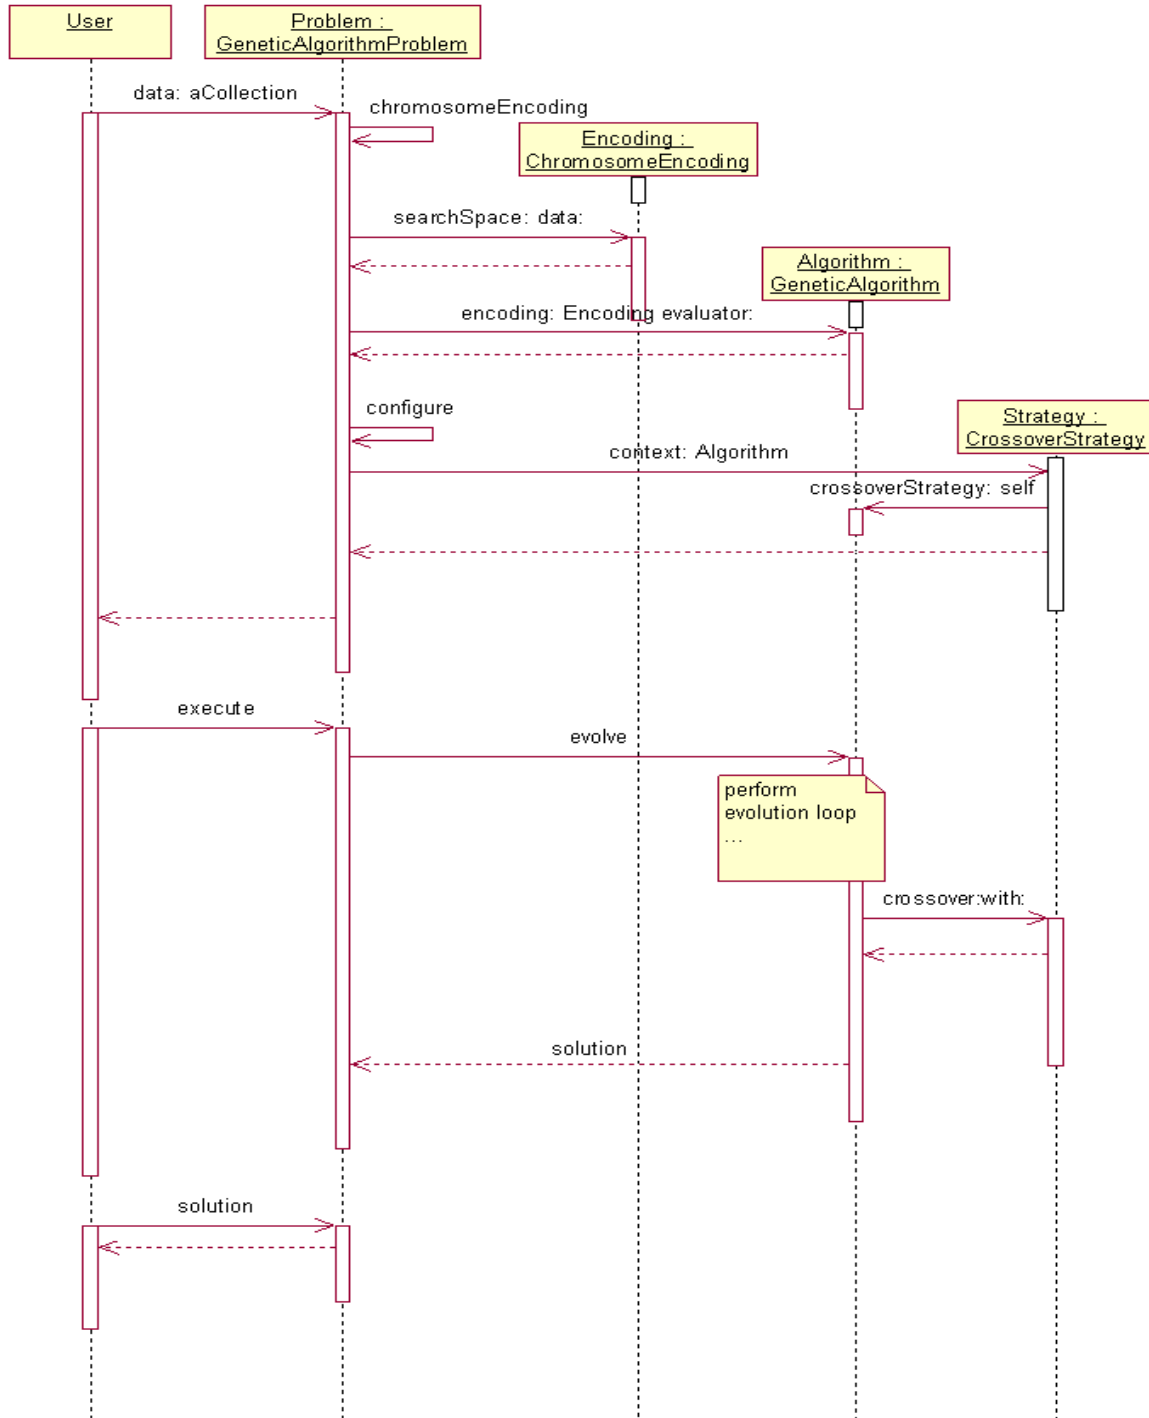 User
Problem :
GeneticAlgorithmProblem
data: aCollection
chromosomeEncoding
Encoding :
ChromosomeEncoding
searchSpace: data:
Algorithm :
GeneticAlgorithm
encoding: Encoding evaluator:
configure
Strategy :
CrossoverStrategy
context: Algorithm
crossoverStrategy: self
execute
evolve
perform
evolution loop
...
crossover:with:
solution
solution